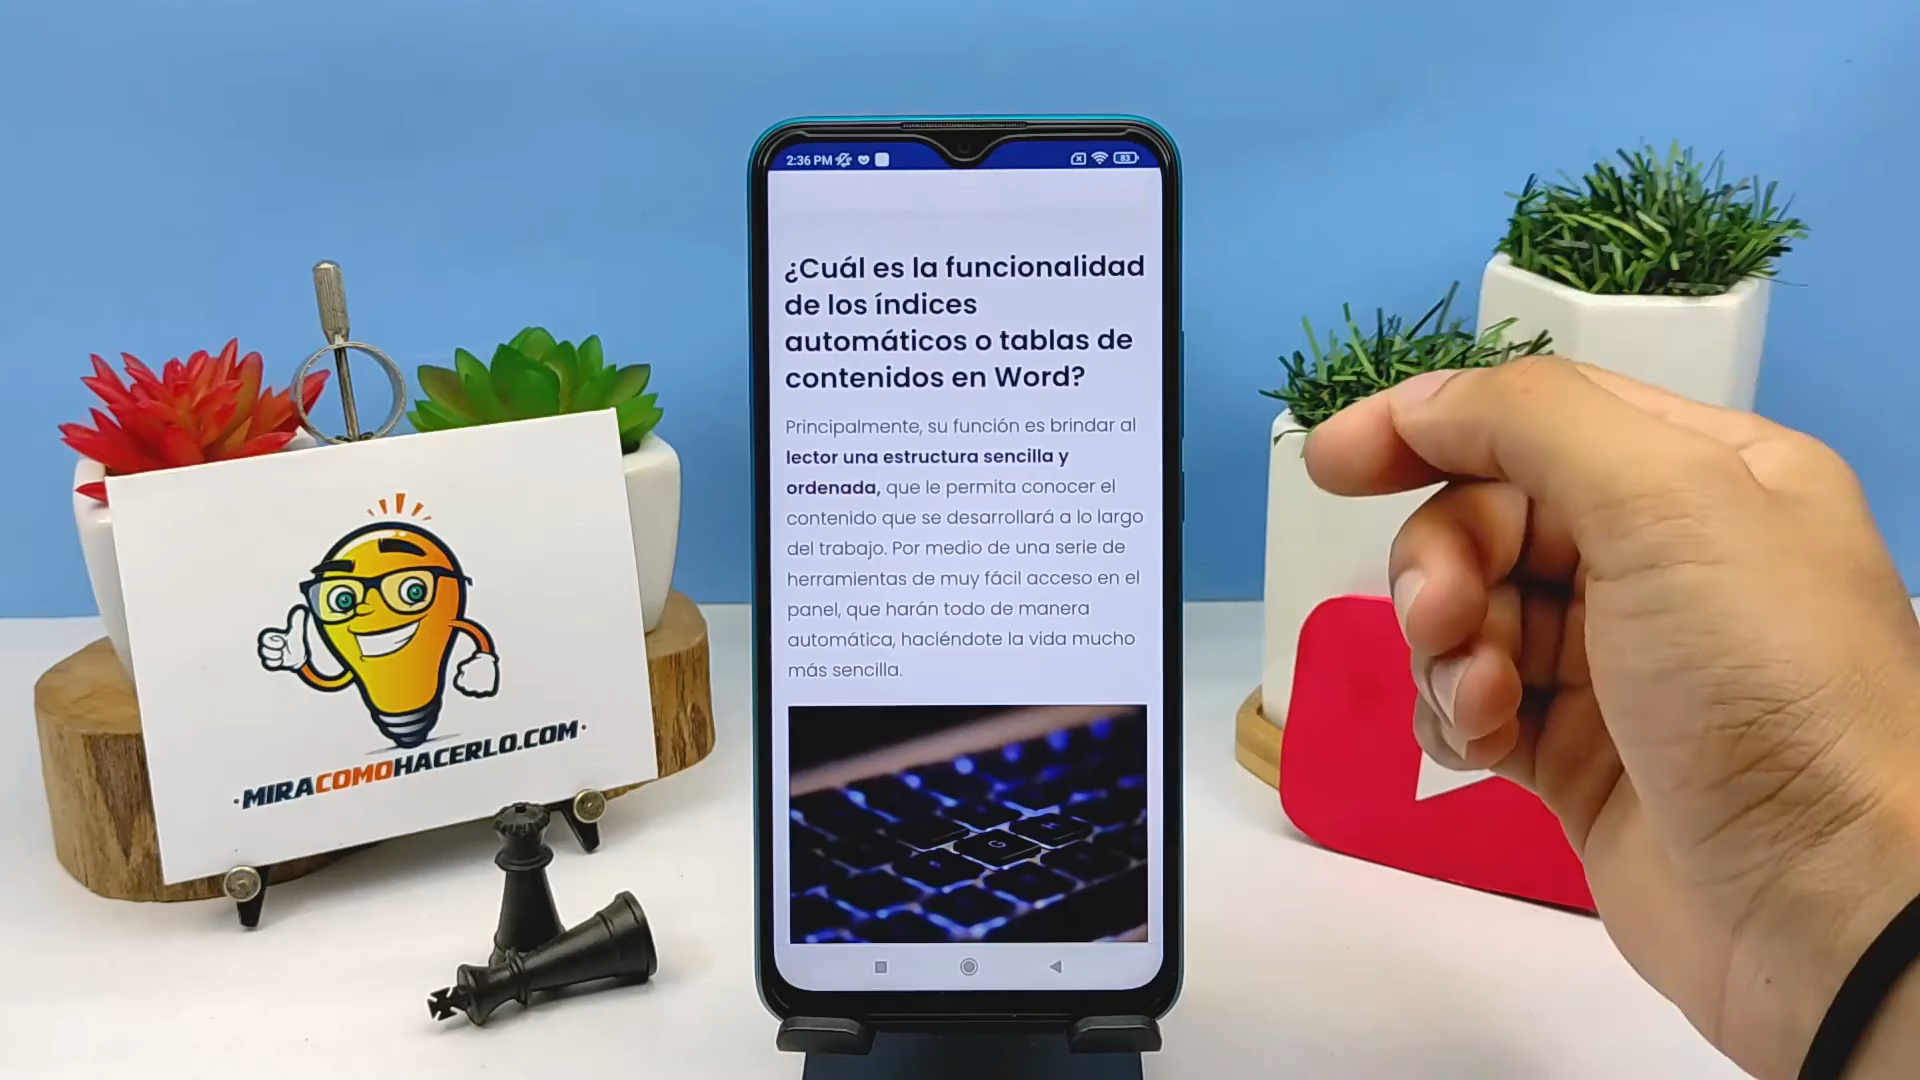 2:36 PM
83
¿Cuál es la funcionalidad
de los índices
automáticos o tablas de
contenidos en Word?
Principalmente, su función es brindar al
lector una estructura sencilla y
ordenada, que le permita conocer el
contenido que se desarrollará a lo largo
del trabajo. Por medio de una serie de
herramientas de muy fácil acceso en el
panel, que harán todo de manera
automática, haciéndote la vida mucho
más sencilla.
G
H
·MIRACOMOHACERLO.COM·